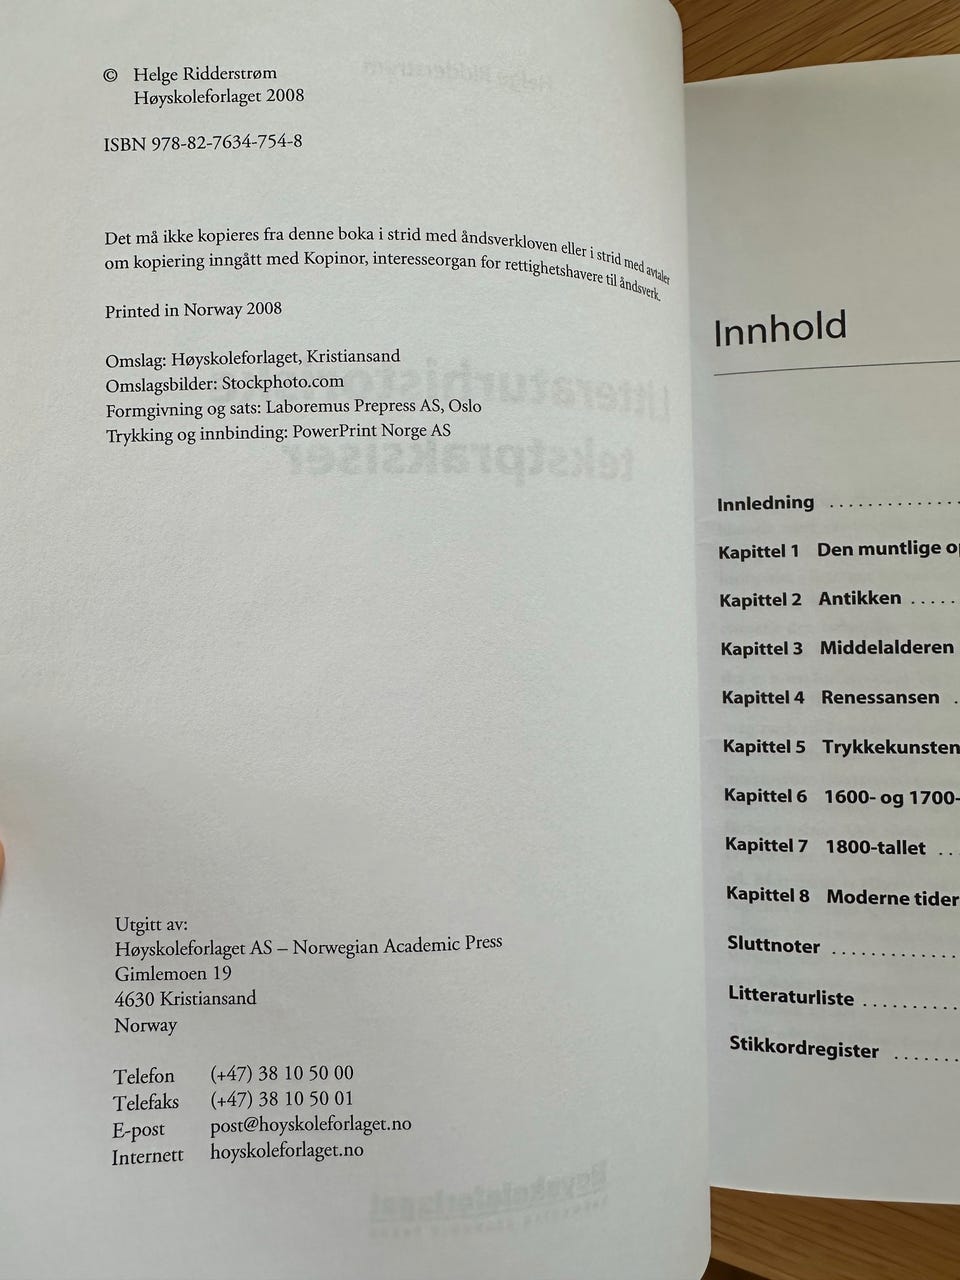 © Helge Ridderstrøm
Høyskoleforlaget 2008
ISBN 978-82-7634-754-8
Det må ikke kopieres fra denne boka i strid med åndsverkloven eller i strid med avtaler
om kopiering inngått med Kopinor, interesseorgan for rettighetshavere til åndsverk.
Printed in Norway 2008
Omslag: Høyskoleforlaget, Kristiansand
Omslagsbilder: Stockphoto.com
Formgivning og sats: Laboremus Prepress AS, Oslo
Trykking og innbinding: PowerPrint Norge AS
Utgitt av:
Høyskoleforlaget AS – Norwegian Academic Press
Gimlemoen 19
4630 Kristiansand
Norway
Telefon (+47) 38 10 50 00
Telefaks (+47) 38 10 50 01
E-post post@hoyskoleforlaget.no
Internett hoyskoleforlaget.no
Innhold
Innledning . . . . . . . . . . . . .
Kapittel 1 Den muntlige
Kapittel 2 Antikken . . . . .
Kapittel 3 Middelalderen
Kapittel 4 Renessansen .
Kapittel 5 Trykkekunsten
Kapittel 6 1600- og 1700-
Kapittel 7 1800-tallet . .
Kapittel 8 Moderne tider
Sluttnoter . . . . . . . . . . . . .
Litteraturliste . . . . . . . . . .
Stikkordregister . . . . . . .